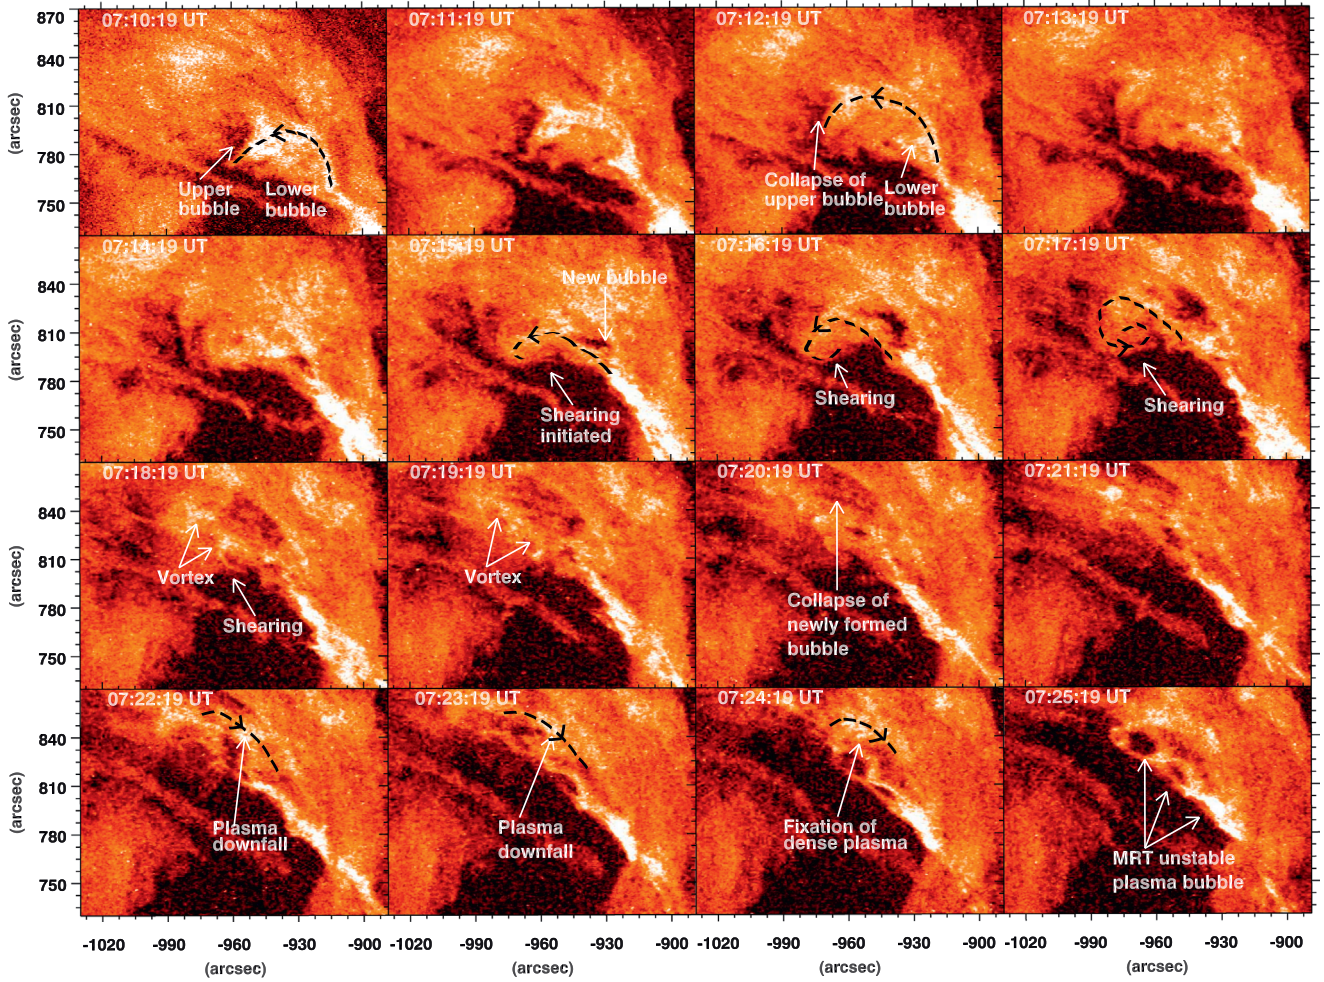 870
840
810
780
750
(arcsec)
07:10:19 UT
Upper
bubble
Lower
bubble
07:11:19 UT
07:12:19 UT
Collapse of
upper bubble
Lower
bubble
07:13:19 UT
840
810
780
750
(arcsec)
07:14:19 UT
07:15:19 UT
New bubble
Shearing
initiated
07:16:19 UT
Shearing
07:17:19 UT
Shearing
840
810
780
750
(arcsec)
07:18:19 UT
Vortex
Shearing
07:19:19 UT
Vortex
07:20:19 UT
Collapse of
newly formed
bubble
07:21:19 UT
840
810
780
750
(arcsec)
07:22:19 UT
Plasma
downfall
07:23:19 UT
Plasma
downfall
07:24:19 UT
Fixation of
dense plasma
07:25:19 UT
MRT unstable
plasma bubble
-1020 -990 -960 -930 -900
-1020 -990 -960 -930 -900
-1020 -990 -960 -930 -900
-1020 -990 -960 -930 -900
(arcsec)
(arcsec)
(arcsec)
(arcsec)